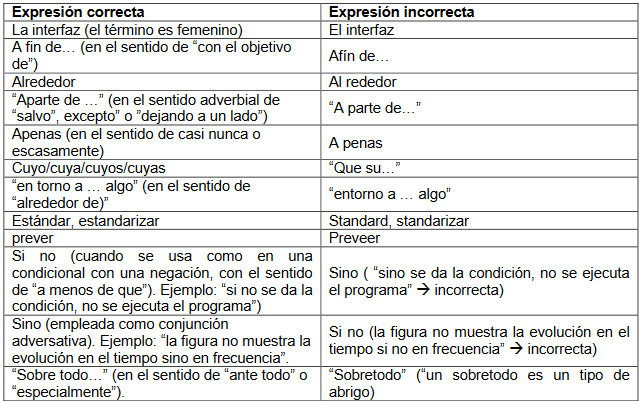 Expresión correcta
Expresión incorrecta
La interfaz (el término es femenino)
El interfaz
A fin de… (en el sentido de “con el objetivo
de”)
Afín de…
Alrededor
Al rededor
“Aparte de …” (en el sentido adverbial de
“salvo”, excepto” o ”dejando a un lado”)
“A parte de…”
Apenas (en el sentido de casi nunca o
escasamente)
A penas
Cuyo/cuya/cuyos/cuyas
“Que su…”
“en torno a … algo” (en el sentido de
“alrededor de)”
“entorno a … algo”
Estándar, estandarizar
Standard, standarizar
prever
Preveer
Si no (cuando se usa como en una
condicional con una negación, con el sentido
de “a menos de que”). Ejemplo: “si no se da la
condición, no se ejecuta el programa”)
Sino ( “sino se da la condición, no se ejecuta
el programa” → incorrecta)
Sino (empleada como conjunción
adversativa). Ejemplo: “la figura no muestra la
evolución en el tiempo sino en frecuencia”.
Si no (la figura no muestra la evolución en el
tiempo si no en frecuencia” → incorrecta)
“Sobre todo…” (en el sentido de “ante todo” o
“especialmente”).
“Sobretodo” (“un sobretodo es un tipo de
abrigo)